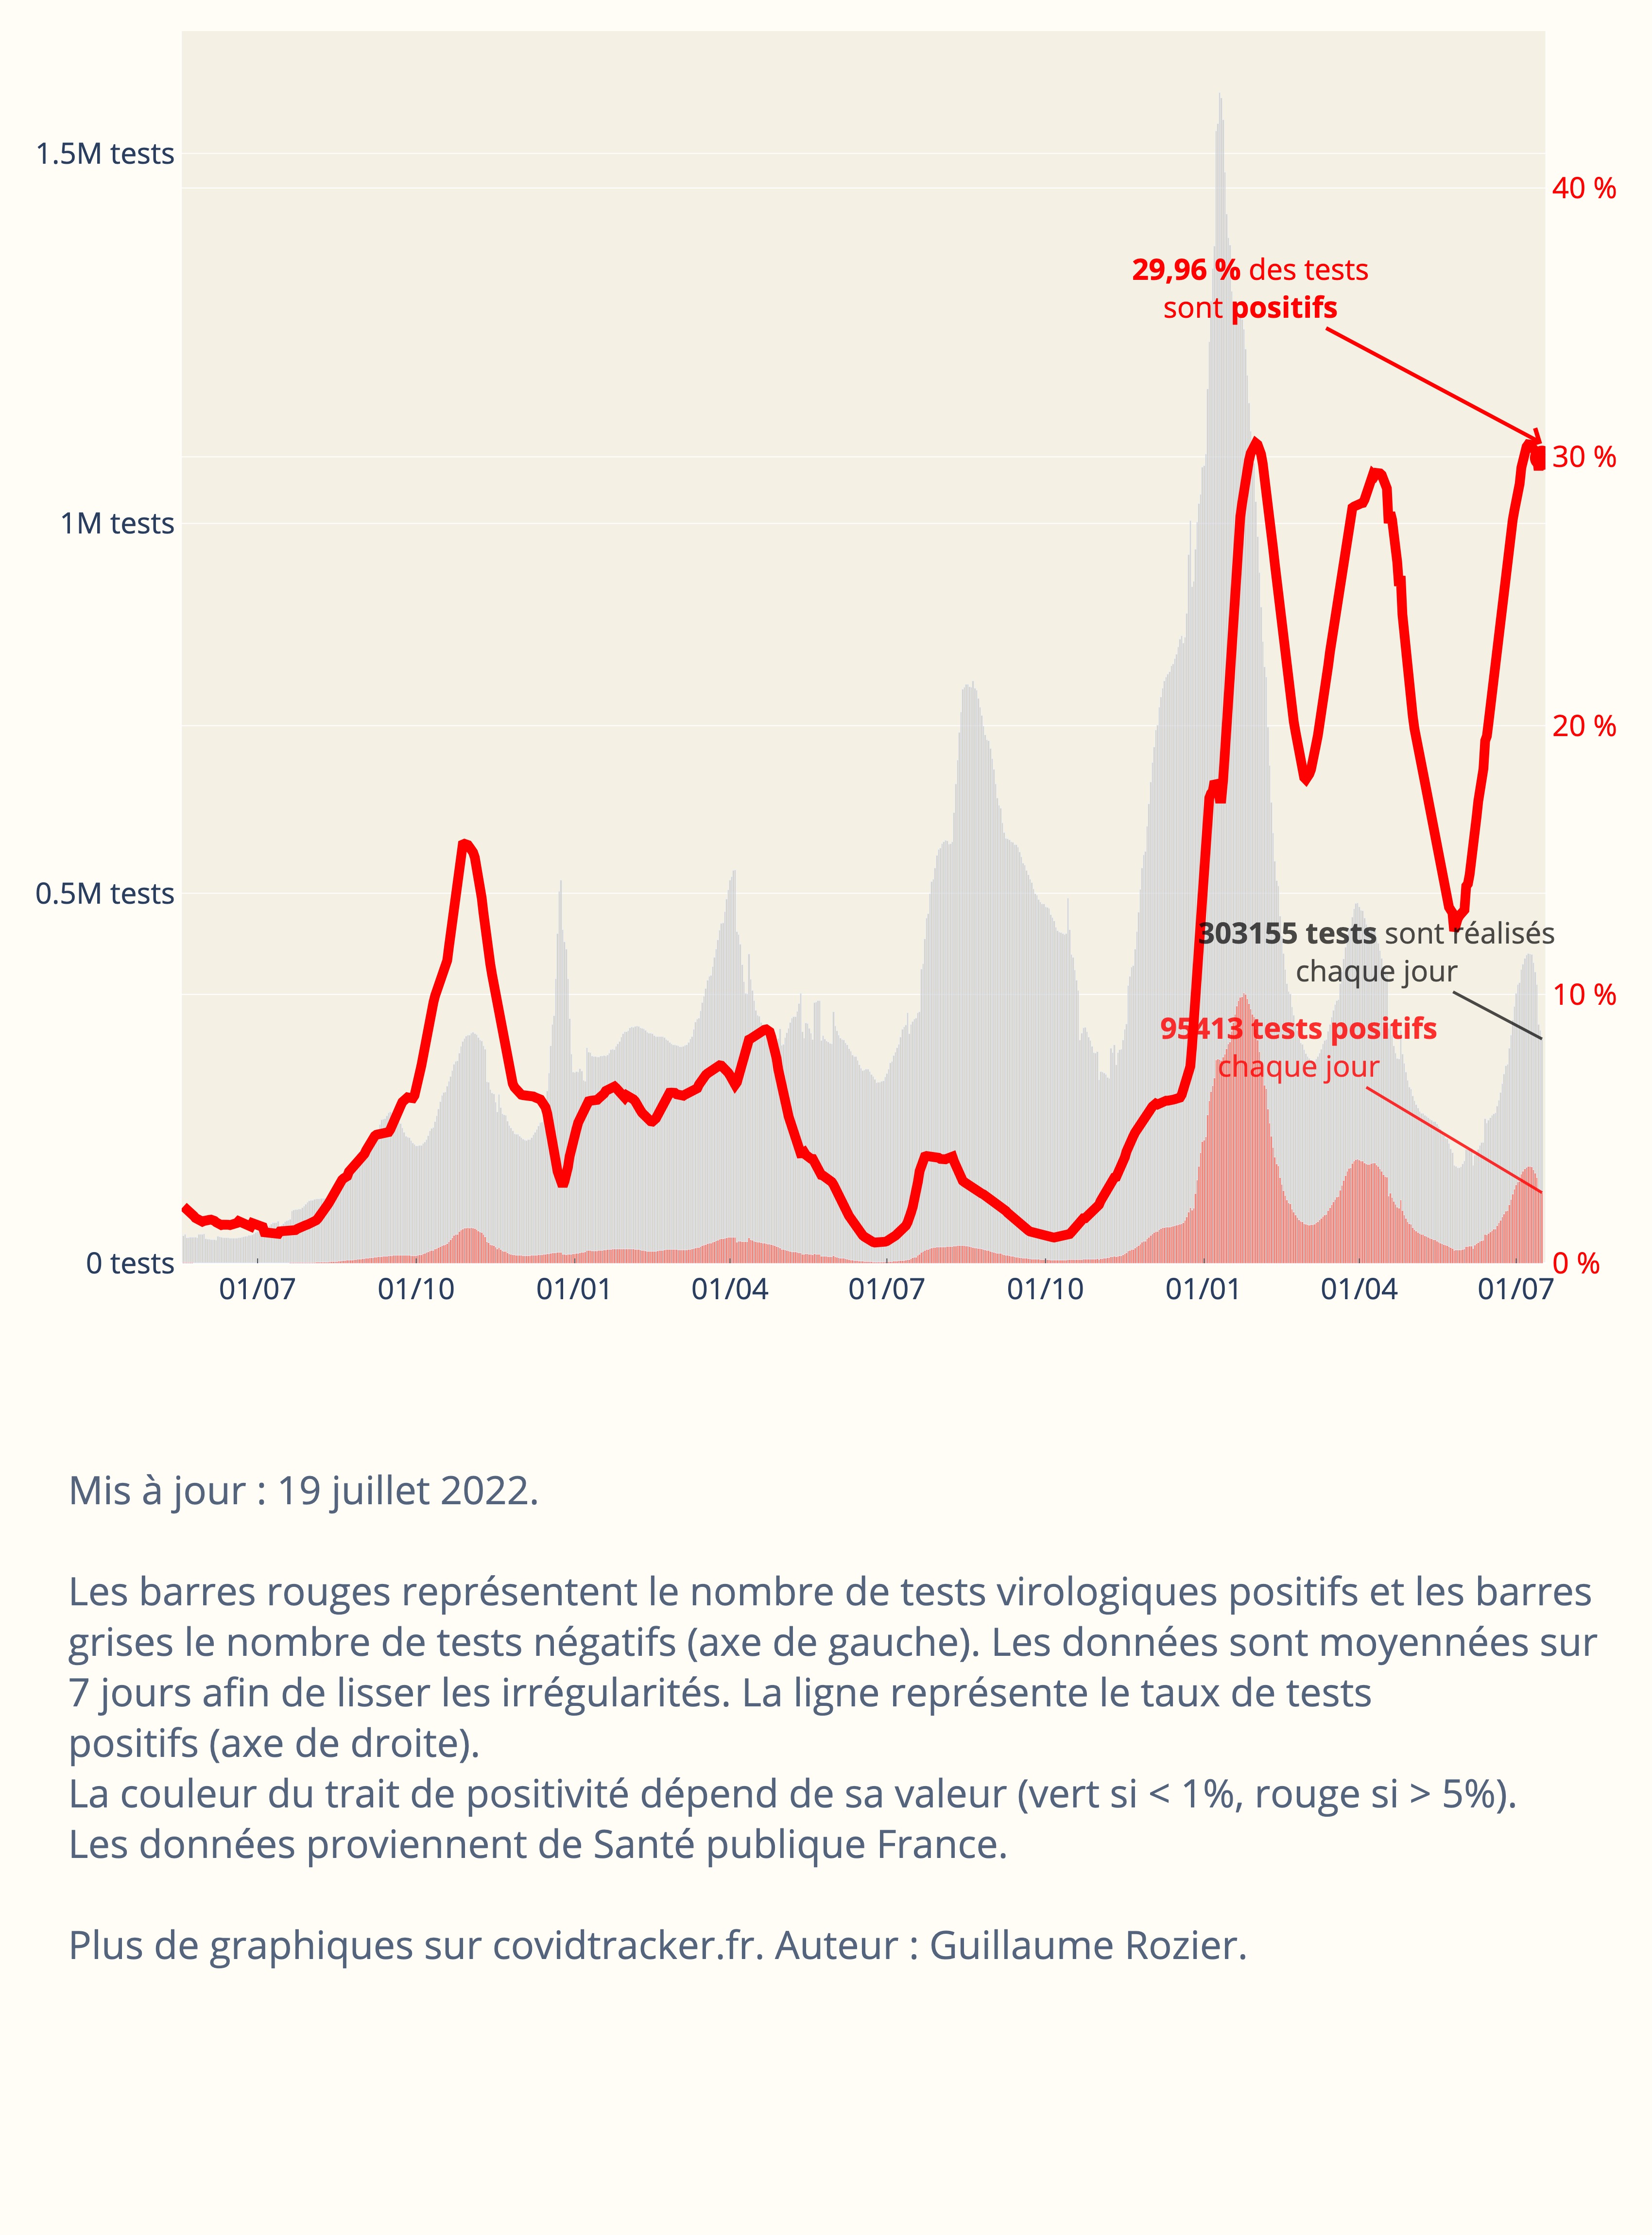 1.5M tests
40 %
29,96 % des tests
sont positifs
30 %
1M tests
20 %
0.5M tests
303155 tests sont réalisés
chaque jour
10 %
95413 tests positifs
chaque jour
0 tests
0 %
01/07 01/10 01/01 01/04 01/07 01/10 01/01 01/04 01/07
Mis à jour : 19 juillet 2022.
Les barres rouges représentent le nombre de tests virologiques positifs et les barres
grises le nombre de tests négatifs (axe de gauche). Les données sont moyennées sur
7 jours afin de lisser les irrégularités. La ligne représente le taux de tests
positifs (axe de droite).
La couleur du trait de positivité dépend de sa valeur (vert si < 1%, rouge si > 5%).
Les données proviennent de Santé publique France.
Plus de graphiques sur covidtracker.fr. Auteur : Guillaume Rozier.